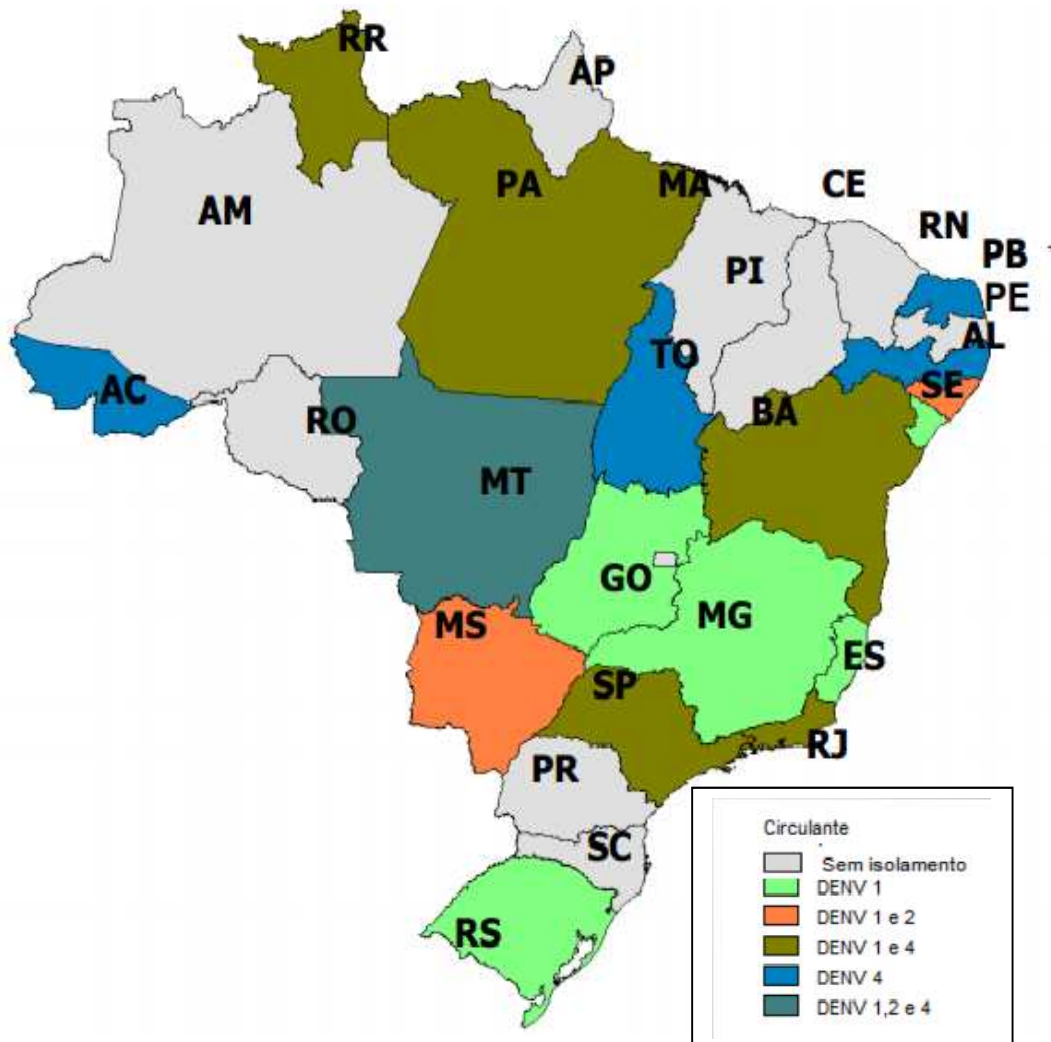 RR
AP
AM
PA
MA
CE
RN
PB
PE
PI
AL
TO
SE
AC
RO
BA
MT
GO
MG
MS
ES
SP
RJ
PR
SC
RS
Circulante
Sem isolamento
DENV 1
DENV 1 e 2
DENV 1 e 4
DENV 4
DENV 1,2 e 4